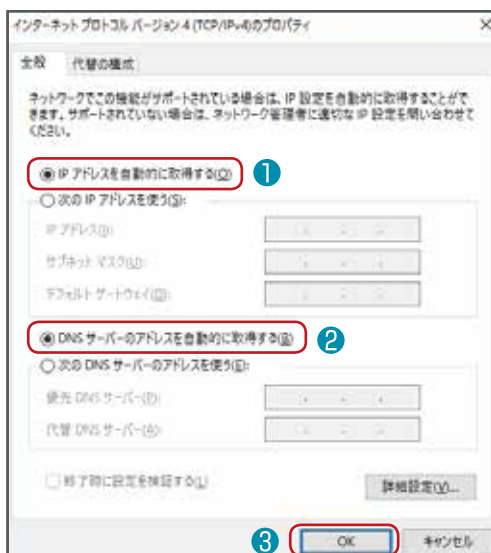 インターネット プロトコル バージョン 4 (TCP/IPv4)のプロパティ
×
全般 代替の構成
ネットワークでこの機能がサポートされている場合は、IP 設定を自動的に取得することがで
きます。サポートされていない場合は、ネットワーク管理者に適切な IP 設定を問い合わせて
ください。
IP アドレスを自動的に取得する(O) 1
次の IP アドレスを使う(S):
IP アドレス(I):
サブネット マスク(U):
デフォルト ゲートウェイ(D):
DNS サーバーのアドレスを自動的に取得する(B) 2
次の DNS サーバーのアドレスを使う(E):
優先 DNS サーバー(P):
代替 DNS サーバー(A):
終了時に設定を検証する(L)
詳細設定(V)...
3 OK キャンセル